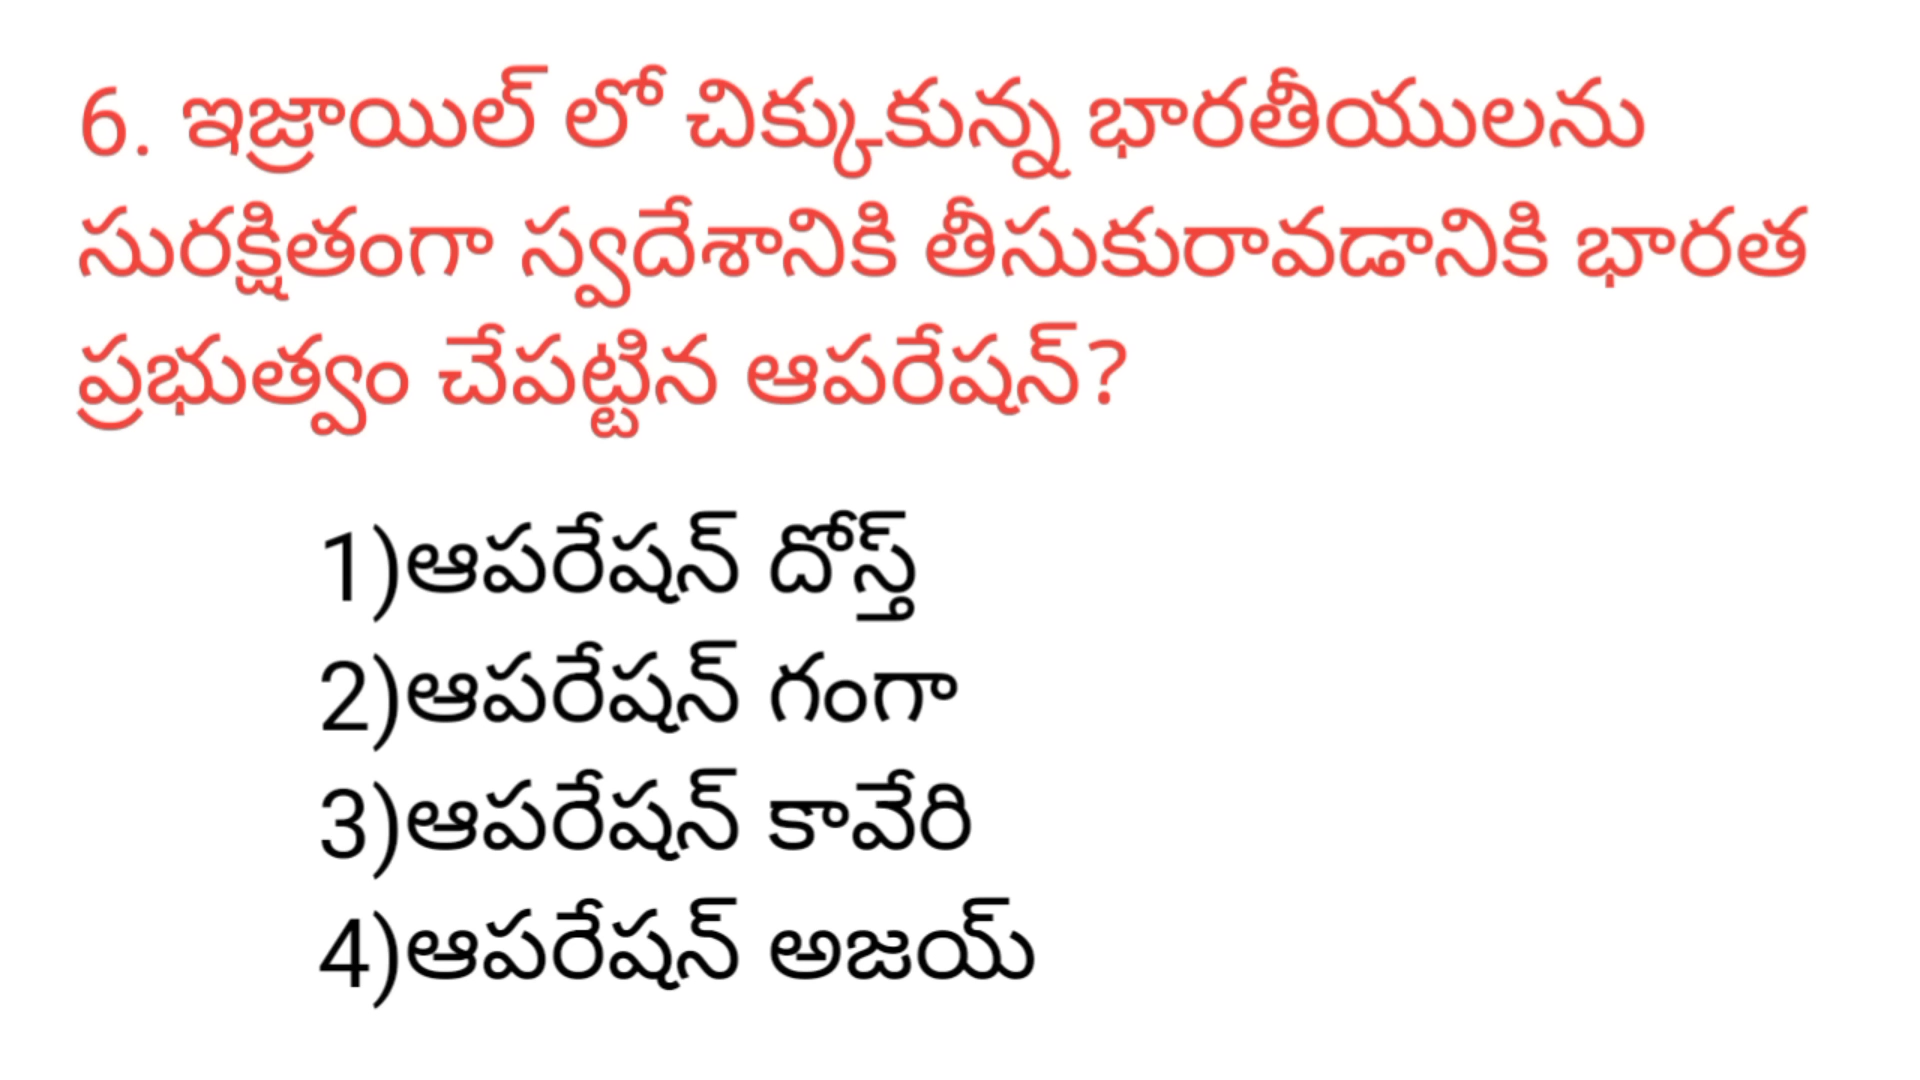 6. ఇజ్రాయిల్ లో చిక్కుకున్న భారతీయులను
సురక్షితంగా స్వదేశానికి తీసుకురావడానికి భారత
ప్రభుత్వం చేపట్టిన ఆపరేషన్?
1)ఆపరేషన్ దోస్త్
2)ఆపరేషన్ గంగా
3)ఆపరేషన్ కావేరి
4)ఆపరేషన్ అజయ్